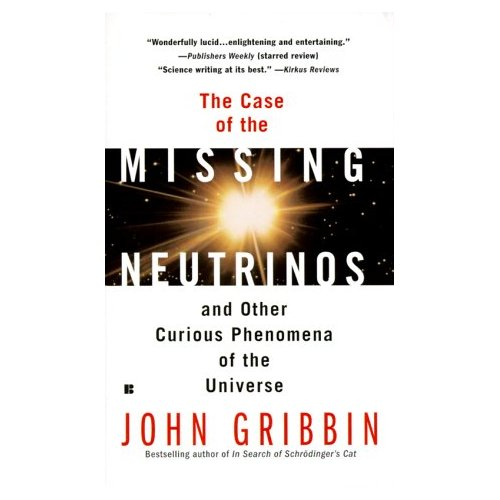 “Wonderfully lucid...enlightening and entertaining.”
—Publishers Weekly (starred review)
“Science writing at its best.” —Kirkus Reviews
The Case
of the
MISSING
NEUTRINOS
and Other
Curious Phenomena
of the
Universe
B
JOHN GRIBBIN
Bestselling author of In Search of Schrödinger's Cat